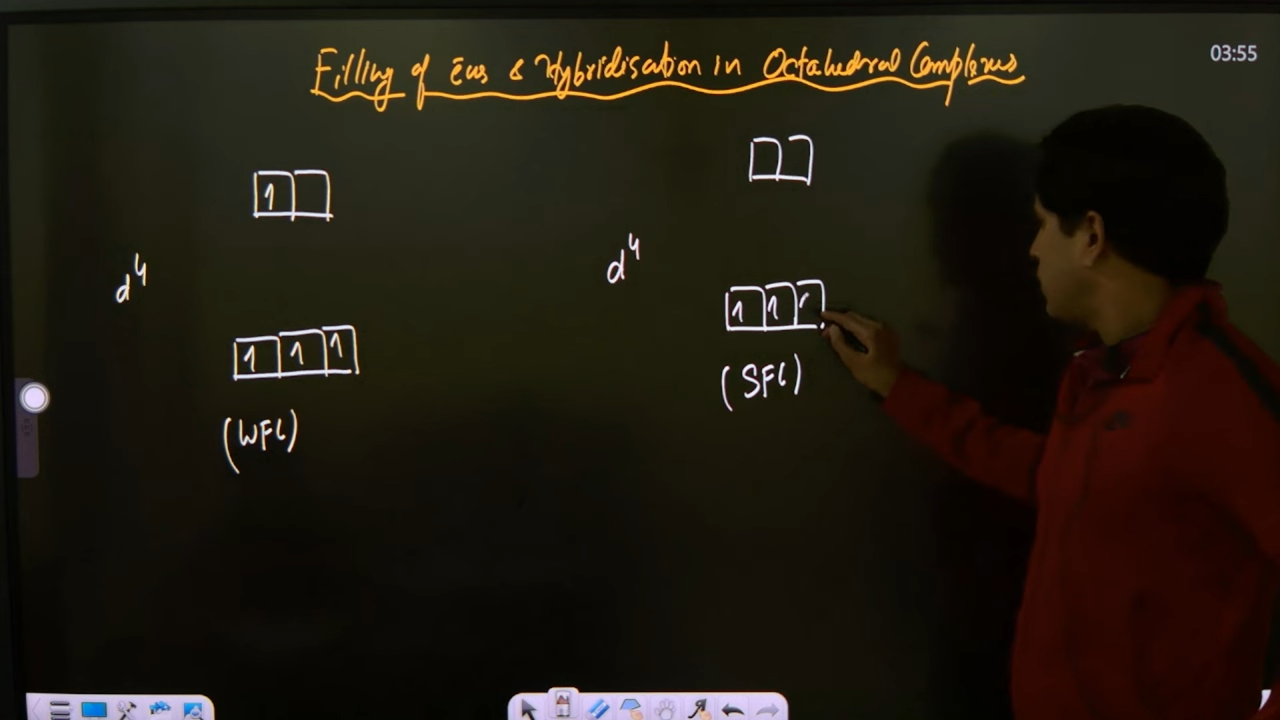 Filling of ēus & Hybridisation in Octahedral Complexes
03:55
1
d⁴
d⁴
1 1 1
1 1 1
(WFL)
(SFL)